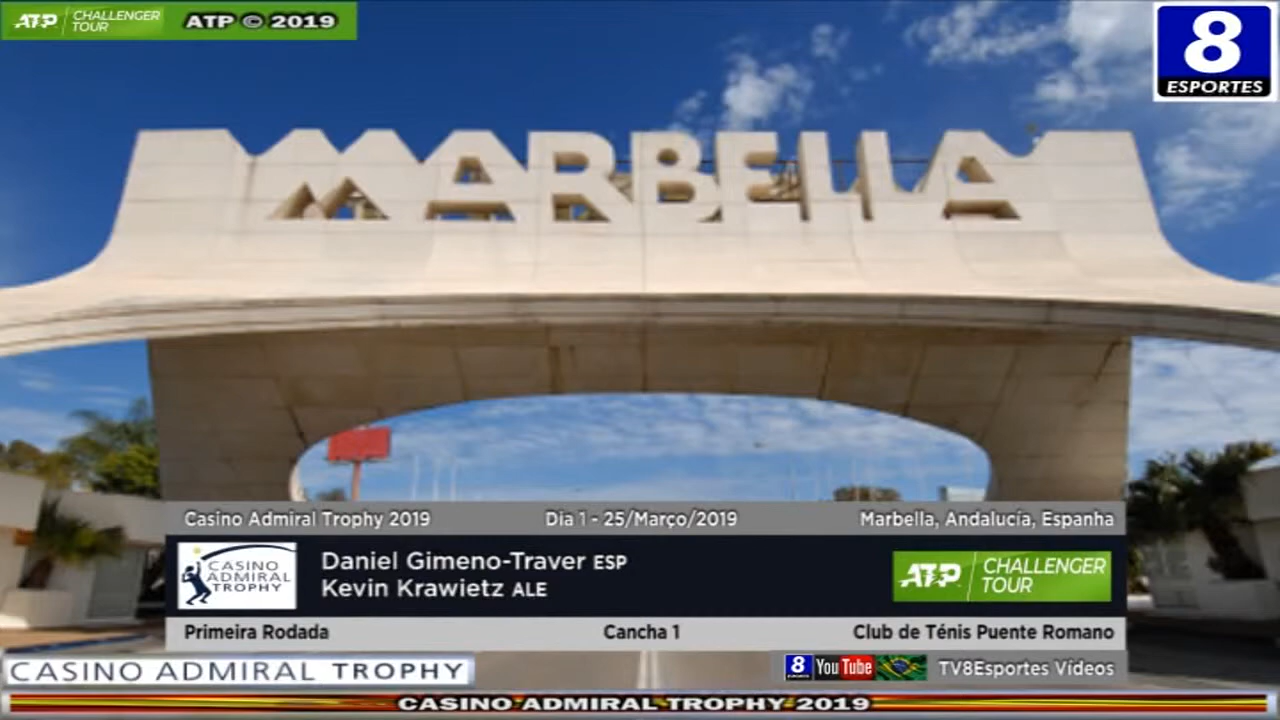 ATP CHALLENGER TOUR ATP © 2019
8 ESPORTES
MARBELLA
Casino Admiral Trophy 2019 Dia 1 - 25/Março/2019 Marbella, Andalucía, Espanha
CASINO ADMIRAL TROPHY
Daniel Gimeno-Traver ESP
Kevin Krawietz ALE
ATP CHALLENGER TOUR
Primeira Rodada Cancha 1 Club de Ténis Puente Romano
CASINO ADMIRAL TROPHY
8 YouTube TV8Esportes Vídeos
CASINO ADMIRAL TROPHY 2019